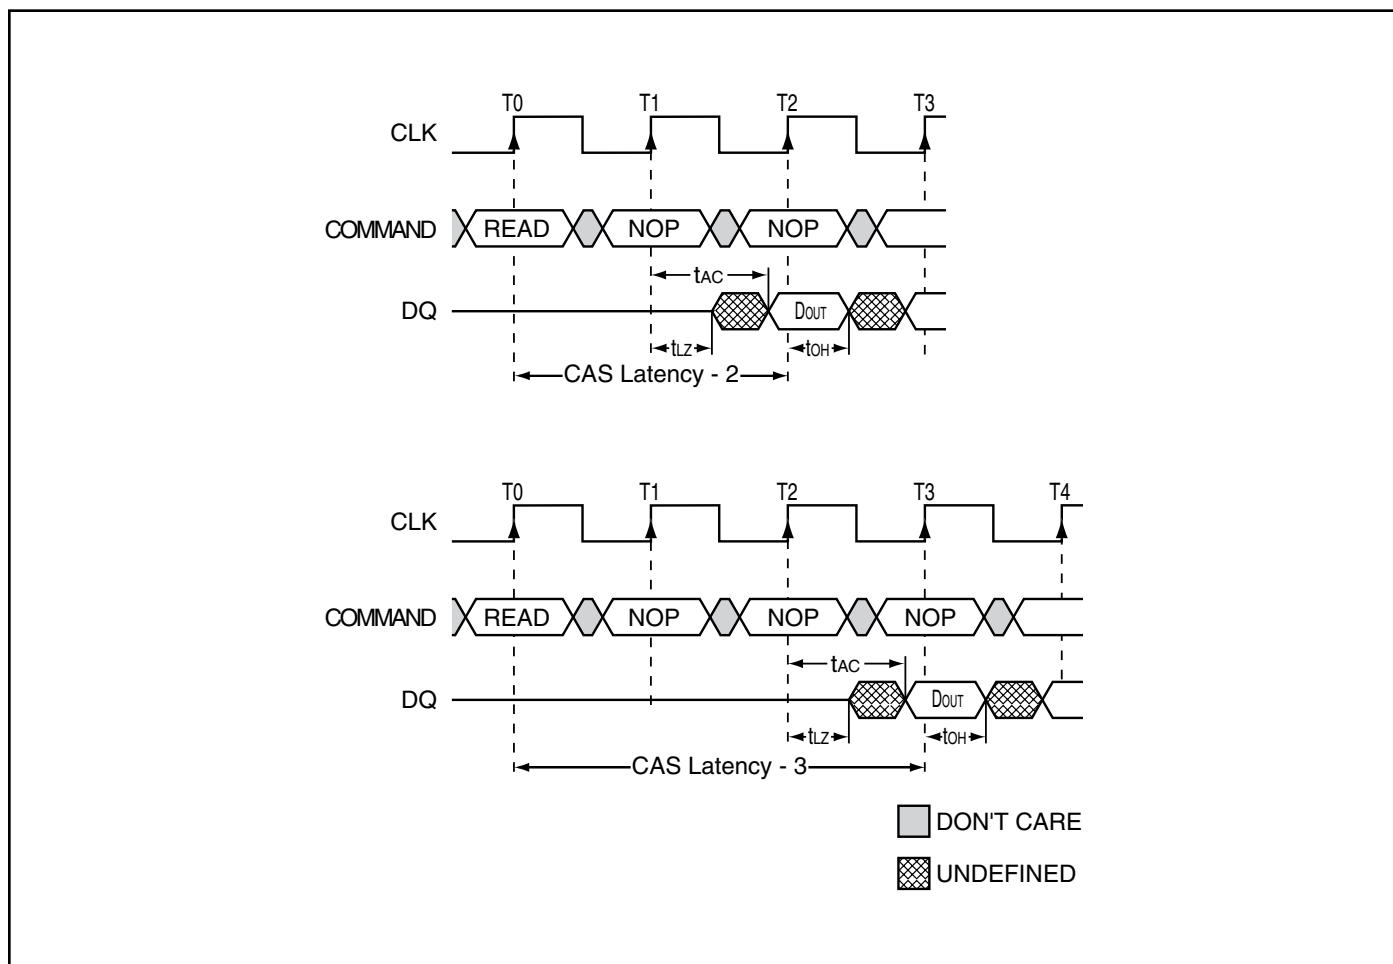 T0 T1 T2 T3
CLK
COMMAND READ NOP NOP
tAC
DQ DOUT
tLZ tOH
CAS Latency - 2
T0 T1 T2 T3 T4
CLK
COMMAND READ NOP NOP NOP
tAC
DQ DOUT
tLZ tOH
CAS Latency - 3
DON'T CARE
UNDEFINED